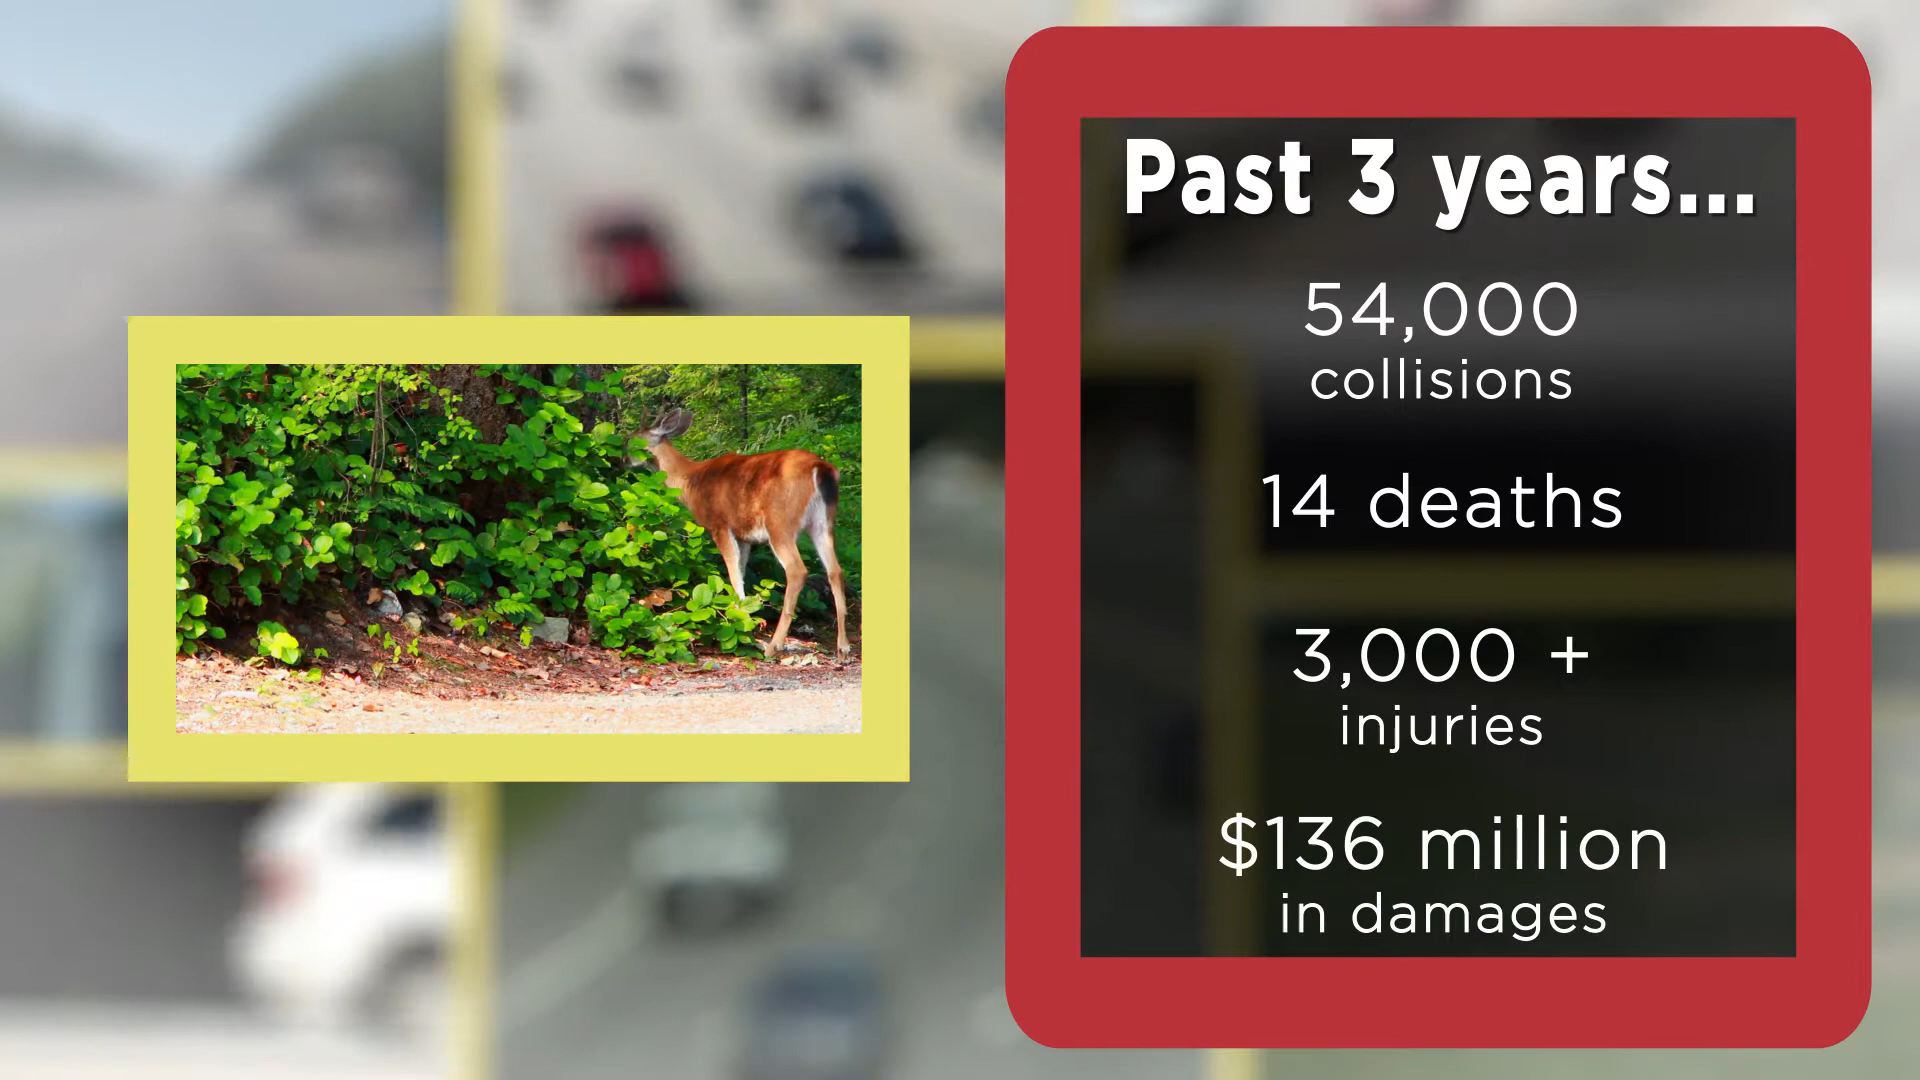 Past 3 years...
54,000
collisions
14 deaths
3,000 +
injuries
$136 million
in damages